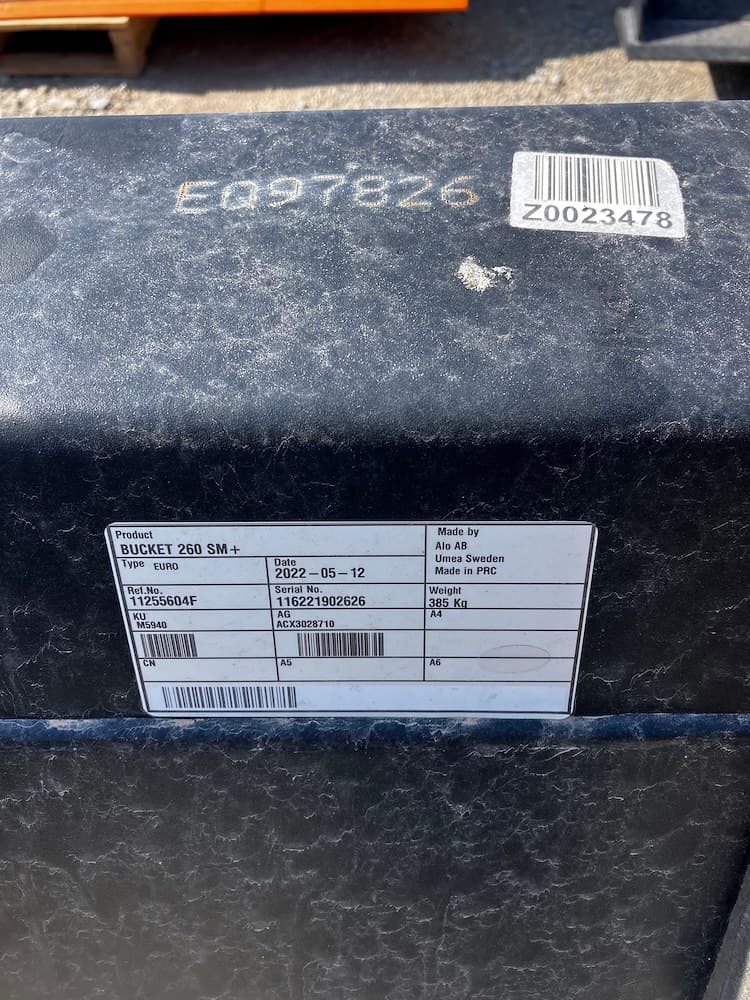 EQ97826
Z0023478
Product
BUCKET 260 SM+
Made by
Alo AB
Umea Sweden
Made in PRC
Type EURO
Date
2022-05-12
Ref.No.
11255604F
Serial No.
116221902626
Weight
385 Kg
KU
M5940
AG
ACX3028710
A4
CN
A5
A6